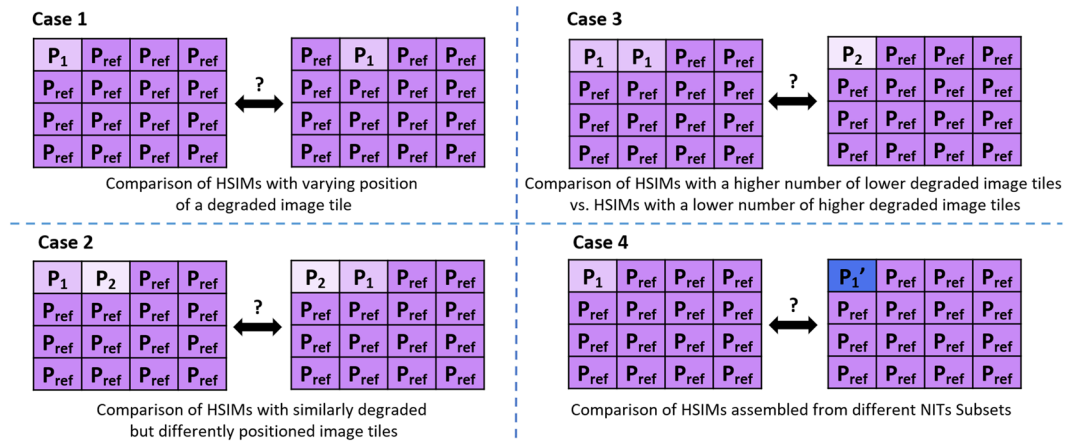 Case 1
P1 Pref Pref Pref
Pref Pref Pref Pref
Pref Pref Pref Pref
Pref Pref Pref Pref
?
Pref P1 Pref Pref
Pref Pref Pref Pref
Pref Pref Pref Pref
Pref Pref Pref Pref
Comparison of HSIMs with varying position
of a degraded image tile
Case 3
P1 P1 Pref Pref
Pref Pref Pref Pref
Pref Pref Pref Pref
Pref Pref Pref Pref
?
P2 Pref Pref Pref
Pref Pref Pref Pref
Pref Pref Pref Pref
Pref Pref Pref Pref
Comparison of HSIMs with a higher number of lower degraded image tiles
vs. HSIMs with a lower number of higher degraded image tiles
Case 2
P1 P2 Pref Pref
Pref Pref Pref Pref
Pref Pref Pref Pref
Pref Pref Pref Pref
?
P2 P1 Pref Pref
Pref Pref Pref Pref
Pref Pref Pref Pref
Pref Pref Pref Pref
Comparison of HSIMs with similarly degraded
but differently positioned image tiles
Case 4
P1 Pref Pref Pref
Pref Pref Pref Pref
Pref Pref Pref Pref
Pref Pref Pref Pref
?
P1′ Pref Pref Pref
Pref Pref Pref Pref
Pref Pref Pref Pref
Pref Pref Pref Pref
Comparison of HSIMs assembled from different NITs Subsets